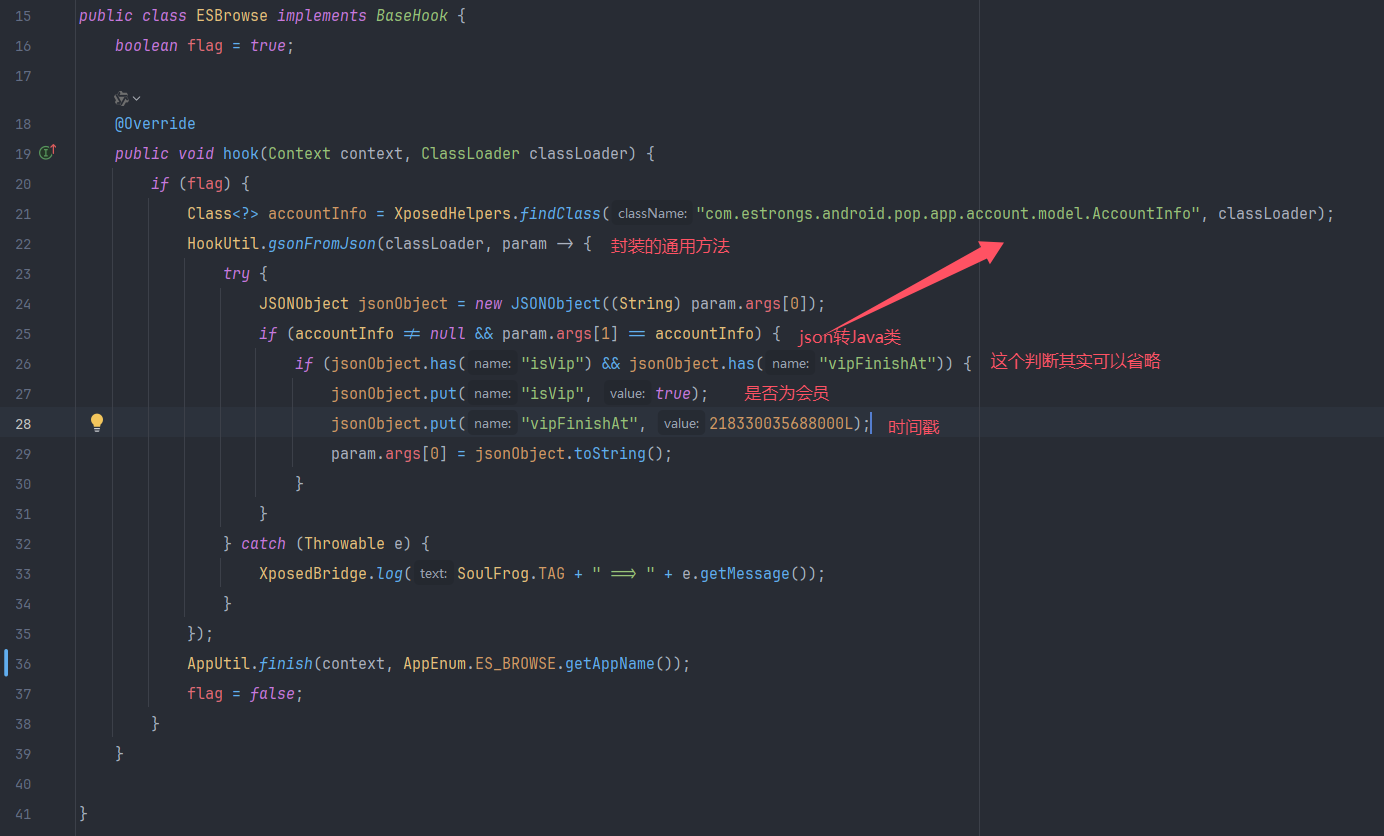 15 public class ESBrowse implements BaseHook {
16 boolean flag = true;
17
18 @Override
19 public void hook(Context context, ClassLoader classLoader) {
20 if (flag) {
21 Class<?> accountInfo = XposedHelpers.findClass( className: "com.estrongs.android.pop.app.account.model.AccountInfo", classLoader);
22 HookUtil.gsonFromJson(classLoader, param -> { 封装的通用方法
23 try {
24 JSONObject jsonObject = new JSONObject((String) param.args[0]);
25 if (accountInfo != null && param.args[1] == accountInfo) { json转Java类
26 if (jsonObject.has( name: "isVip") && jsonObject.has( name: "vipFinishAt")) { 这个判断其实可以省略
27 jsonObject.put( name: "isVip", value: true); 是否为会员
28 jsonObject.put( name: "vipFinishAt", value: 218330035688000L); 时间戳
29 param.args[0] = jsonObject.toString();
30 }
31 }
32 } catch (Throwable e) {
33 XposedBridge.log( text: SoulFrog.TAG + " ==> " + e.getMessage());
34 }
35 });
36 AppUtil.finish(context, AppEnum.ES_BROWSE.getAppName());
37 flag = false;
38 }
39 }
40
41 }